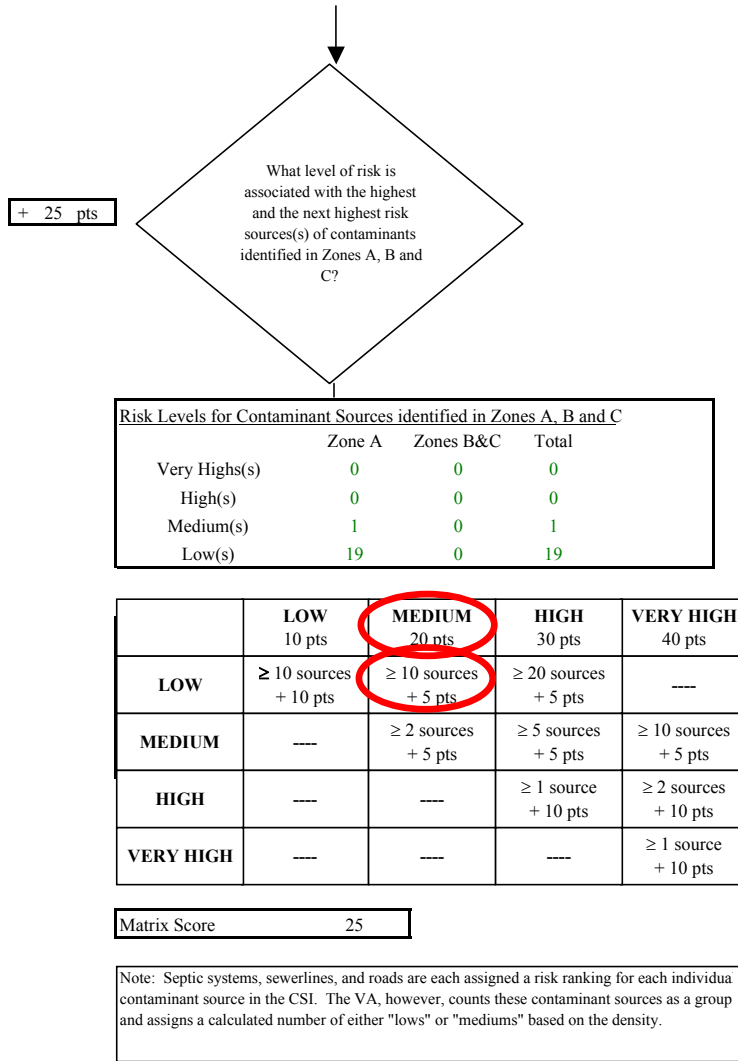 What level of risk is
associated with the highest
and the next highest risk
sources(s) of contaminants
identified in Zones A, B and
C?
+ 25 pts
Risk Levels for Contaminant Sources identified in Zones A, B and C
Zone A Zones B&C Total
Very Highs(s) 0 0 0
High(s) 0 0 0
Medium(s) 1 0 1
Low(s) 19 0 19
LOW MEDIUM HIGH VERY HIGH
10 pts 20 pts 30 pts 40 pts
LOW ≥ 10 sources + 10 pts ≥ 10 sources + 5 pts ≥ 20 sources + 5 pts ----
MEDIUM ---- ≥ 2 sources + 5 pts ≥ 5 sources + 5 pts ≥ 10 sources + 5 pts
HIGH ---- ---- ≥ 1 source + 10 pts ≥ 2 sources + 10 pts
VERY HIGH ---- ---- ---- ≥ 1 source + 10 pts
Matrix Score 25
Note: Septic systems, sewerlines, and roads are each assigned a risk ranking for each individua
contaminant source in the CSI. The VA, however, counts these contaminant sources as a group
and assigns a calculated number of either "lows" or "mediums" based on the density.